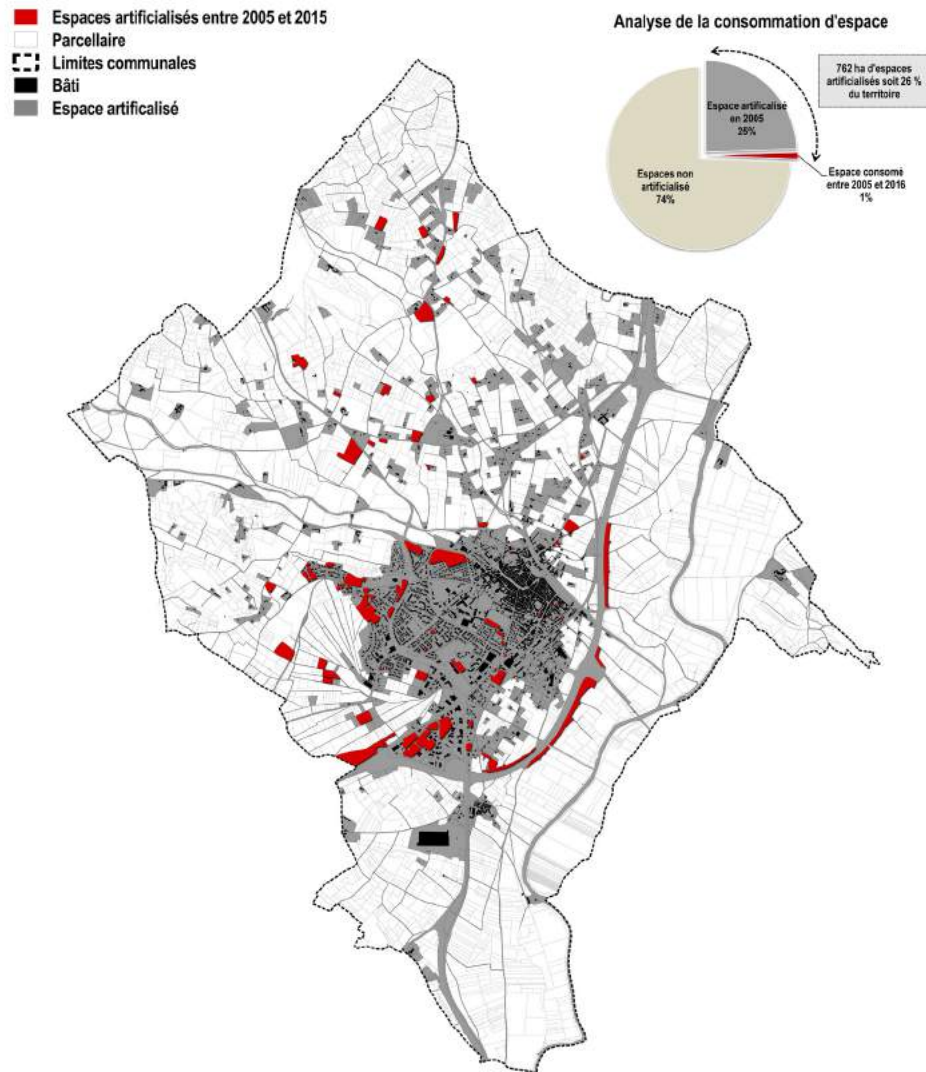 Espaces artificialisés entre 2005 et 2015
Parcellaire
Limites communales
Bâti
Espace artificalisé
Analyse de la consommation d'espace
762 ha d'espaces
artificialisés soit 26 %
du territoire
Espace artificalisé
en 2005
25%
Espace consomé
entre 2005 et 2016
1%
Espaces non
artificialisé
74%